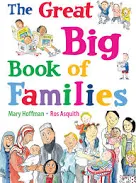 The Great
Big
Book of
Families
Mary Hoffman • Ros Asquith